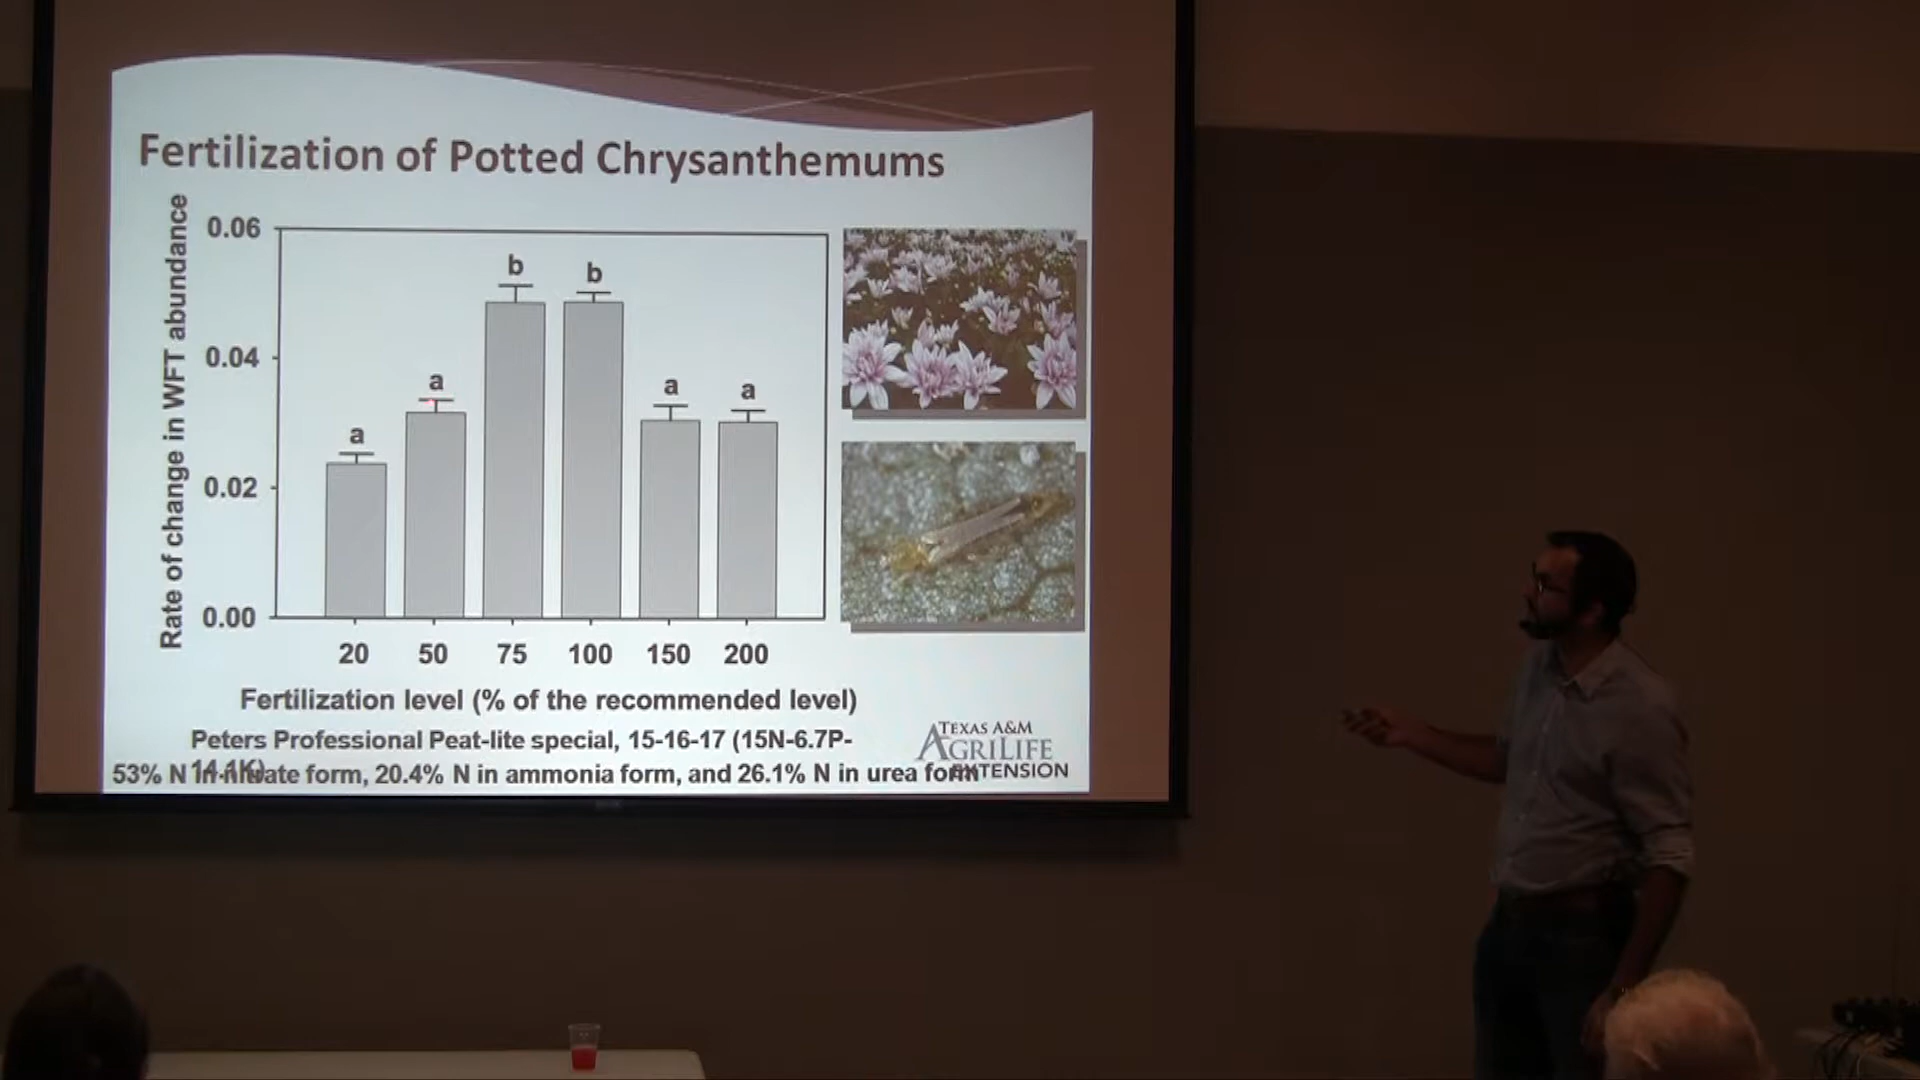 Fertilization of Potted Chrysanthemums
Rate of change in WFT abundance
0.06
0.04
0.02
0.00
a
a
b
b
a
a
20 50 75 100 150 200
Fertilization level (% of the recommended level)
Peters Professional Peat-lite special, 15-16-17 (15N-6.7P-
14.1K)
53% N in nitrate form, 20.4% N in ammonia form, and 26.1% N in urea form
TEXAS A&M
AGRILIFE
EXTENSION